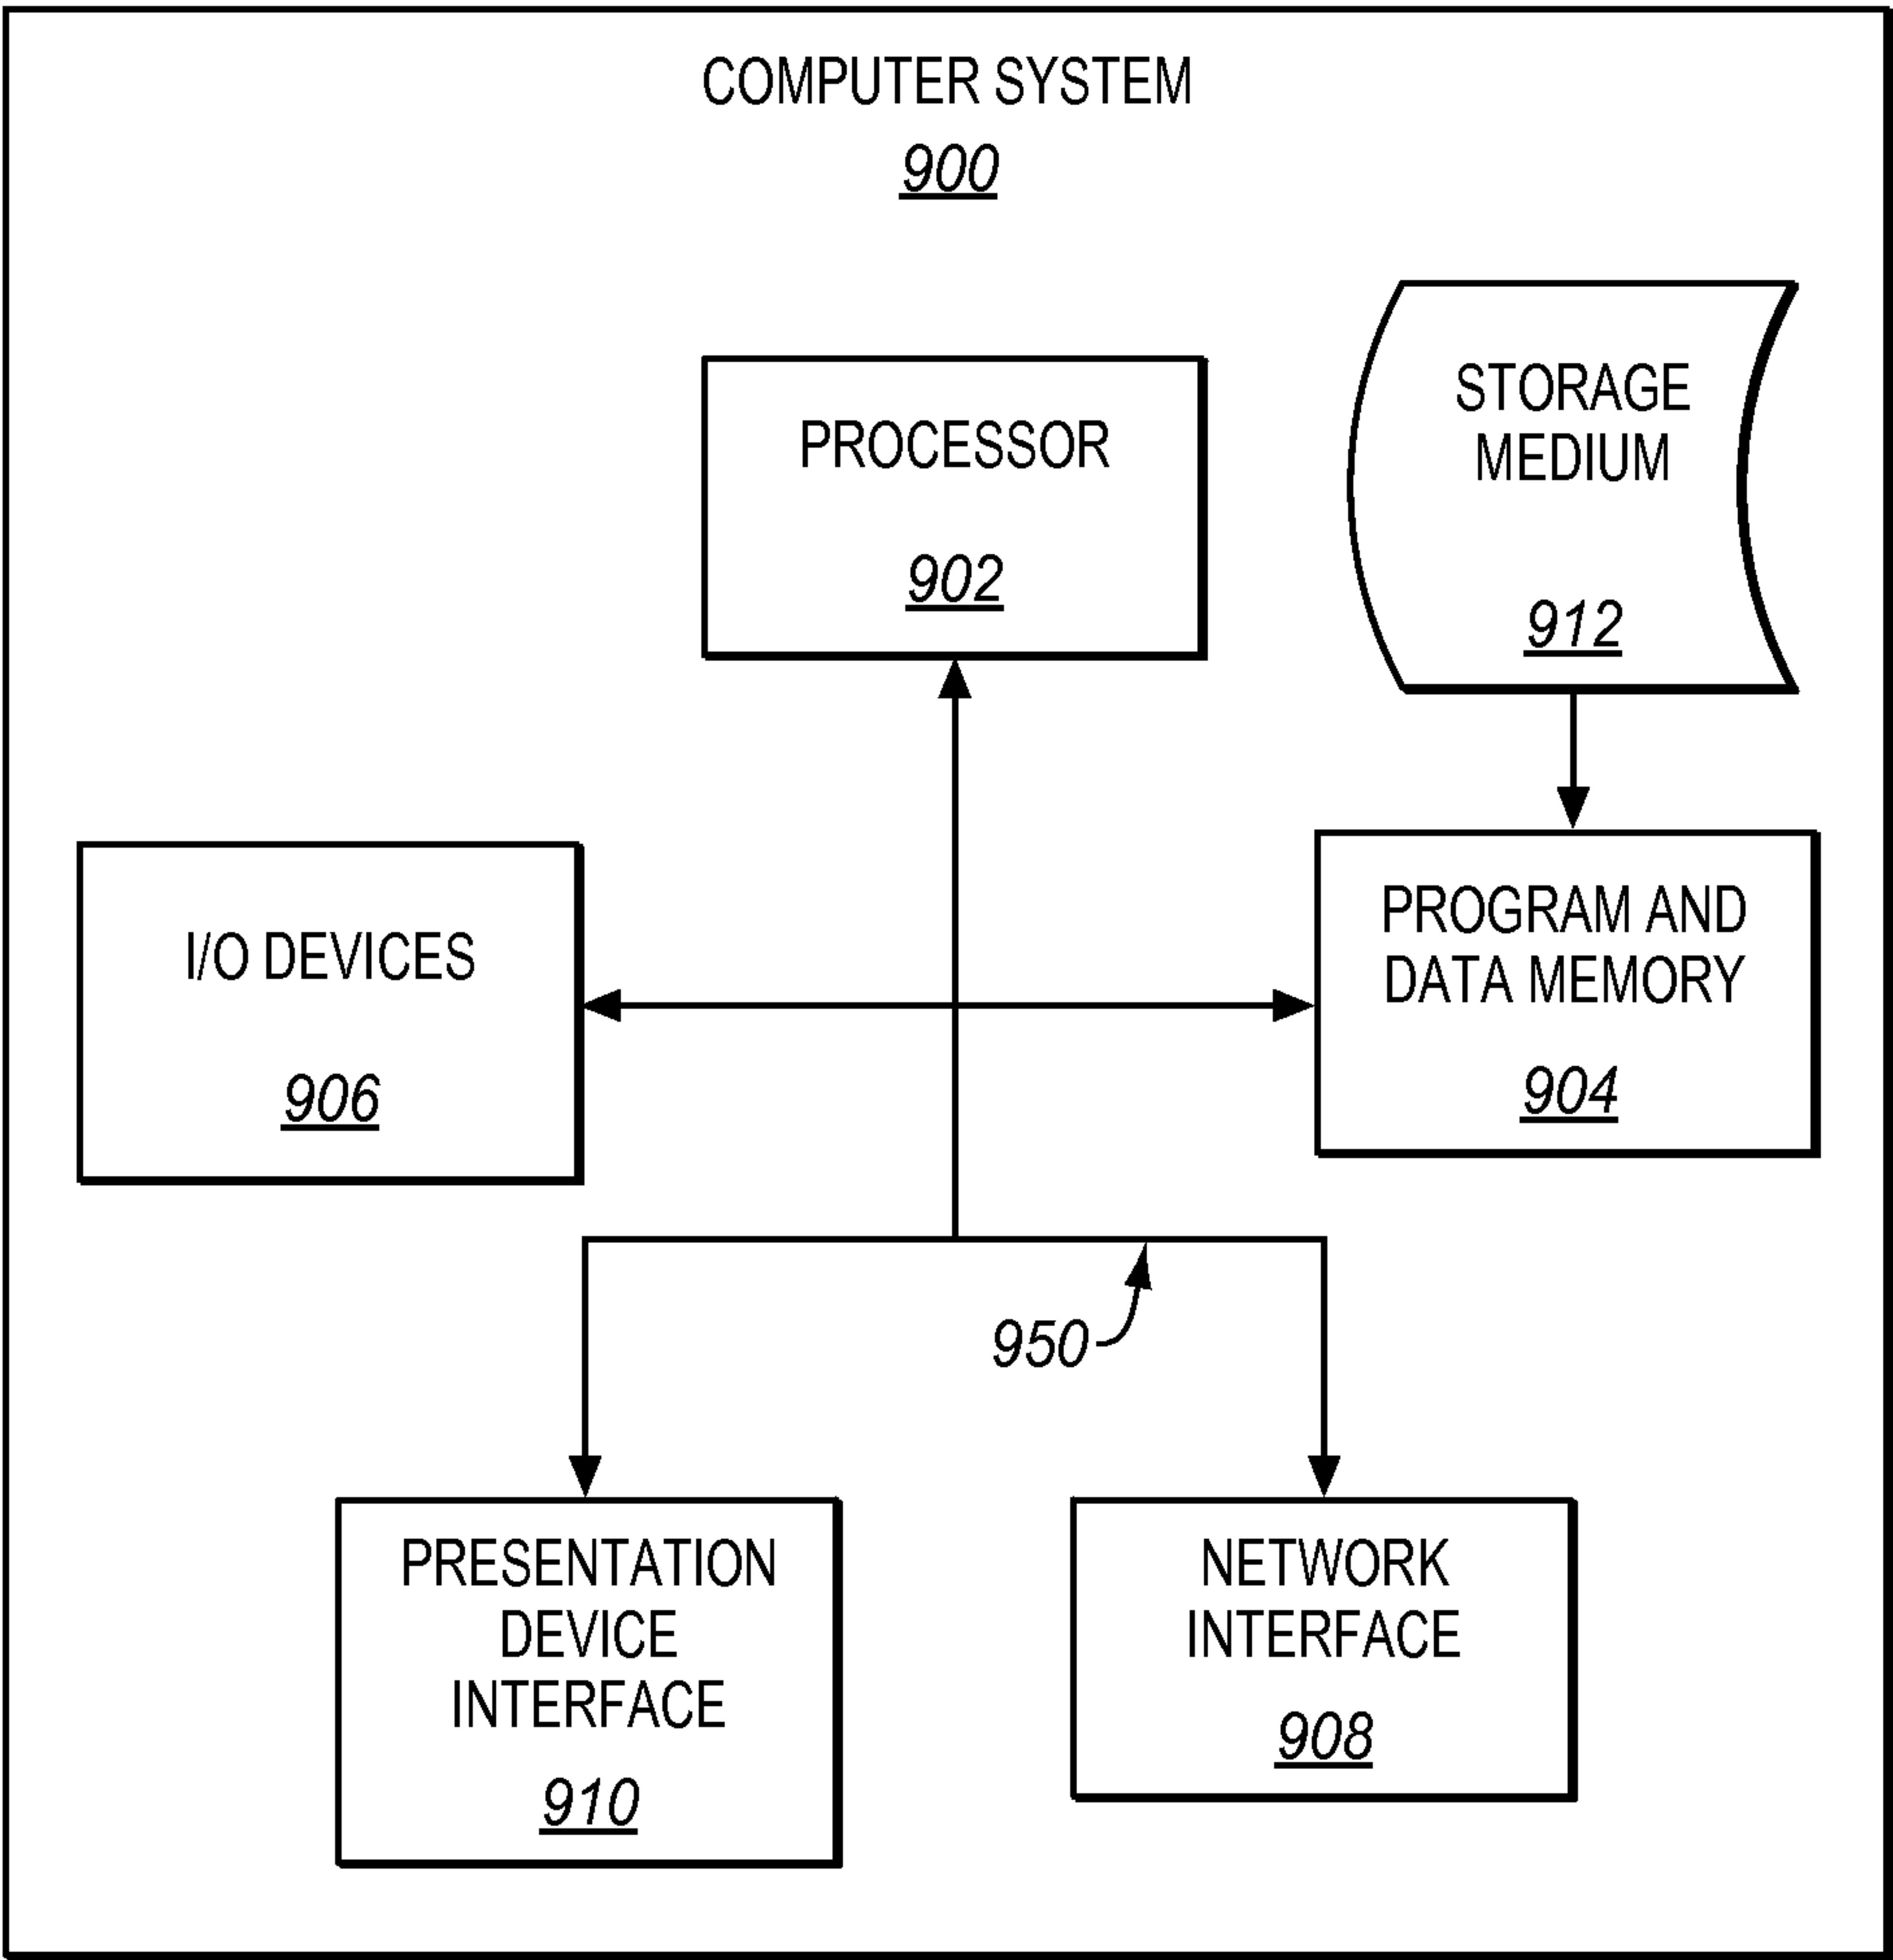 COMPUTER SYSTEM
900
PROCESSOR
902
STORAGE
MEDIUM
912
I/O DEVICES
906
PROGRAM AND
DATA MEMORY
904
950
PRESENTATION
DEVICE
INTERFACE
910
NETWORK
INTERFACE
908